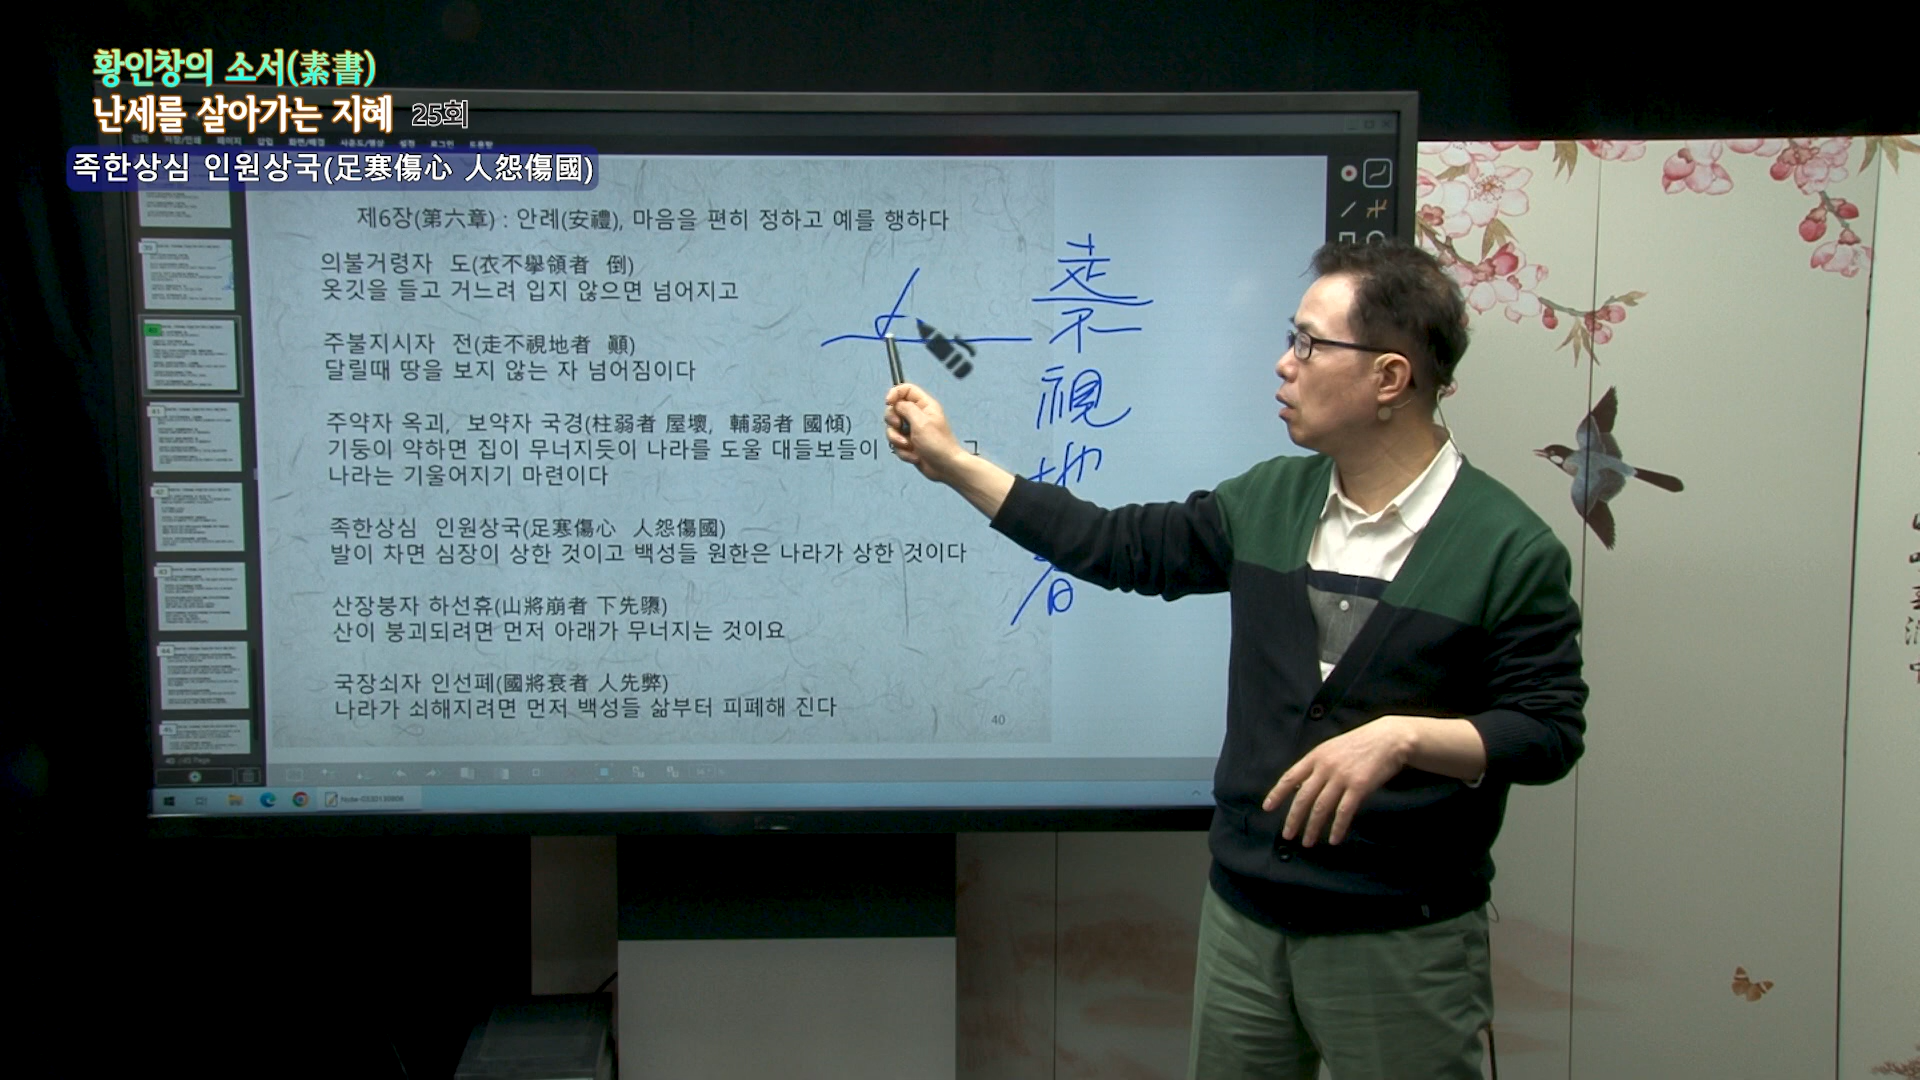 황인창의 소서(素書)
난세를 살아가는 지혜 25회
족한상심 인원상국(足寒傷心 人怨傷國)
제6장(第六章) : 안례(安禮), 마음을 편히 정하고 예를 행하다
의불거령자 도(衣不擧領者 倒)
옷깃을 들고 거느려 입지 않으면 넘어지고
주불지시자 전(走不視地者 顚)
달릴때 땅을 보지 않는 자 넘어짐이다
주약자 옥괴, 보약자 국경(柱弱者 屋壞, 輔弱者 國傾)
기둥이 약하면 집이 무너지듯이 나라를 도울 대들보들이
나라는 기울어지기 마련이다
족한상심 인원상국(足寒傷心 人怨傷國)
발이 차면 심장이 상한 것이고 백성들 원한은 나라가 상한 것이다
산장붕자 하선휴(山將崩者 下先隳)
산이 붕괴되려면 먼저 아래가 무너지는 것이요
국장쇠자 인선폐(國將衰者 人先弊)
나라가 쇠해지려면 먼저 백성들 삶부터 피폐해 진다
40
走
不
視
地
者